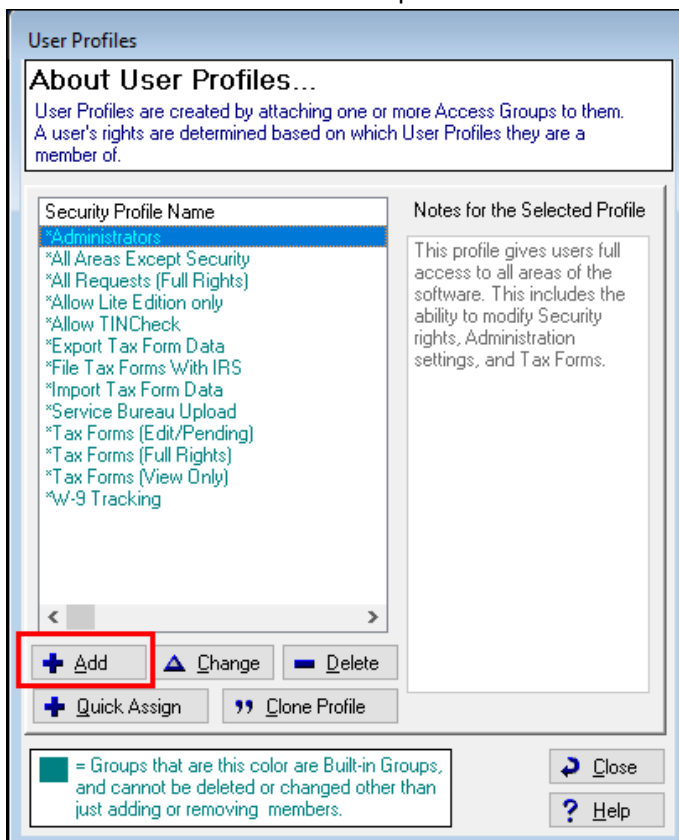 User Profiles
About User Profiles...
User Profiles are created by attaching one or more Access Groups to them.
A user's rights are determined based on which User Profiles they are a
member of.
Security Profile Name
*Administrators
*All Areas Except Security
*All Requests (Full Rights)
*Allow Lite Edition only
*Allow TINCheck
*Export Tax Form Data
*File Tax Forms With IRS
*Import Tax Form Data
*Service Bureau Upload
*Tax Forms (Edit/Pending)
*Tax Forms (Full Rights)
*Tax Forms (View Only)
*W-9 Tracking
Notes for the Selected Profile
This profile gives users full
access to all areas of the
software. This includes the
ability to modify Security
rights, Administration
settings, and Tax Forms.
Add
Change
Delete
Quick Assign
Clone Profile
= Groups that are this color are Built-in Groups,
and cannot be deleted or changed other than
just adding or removing members.
Close
Help